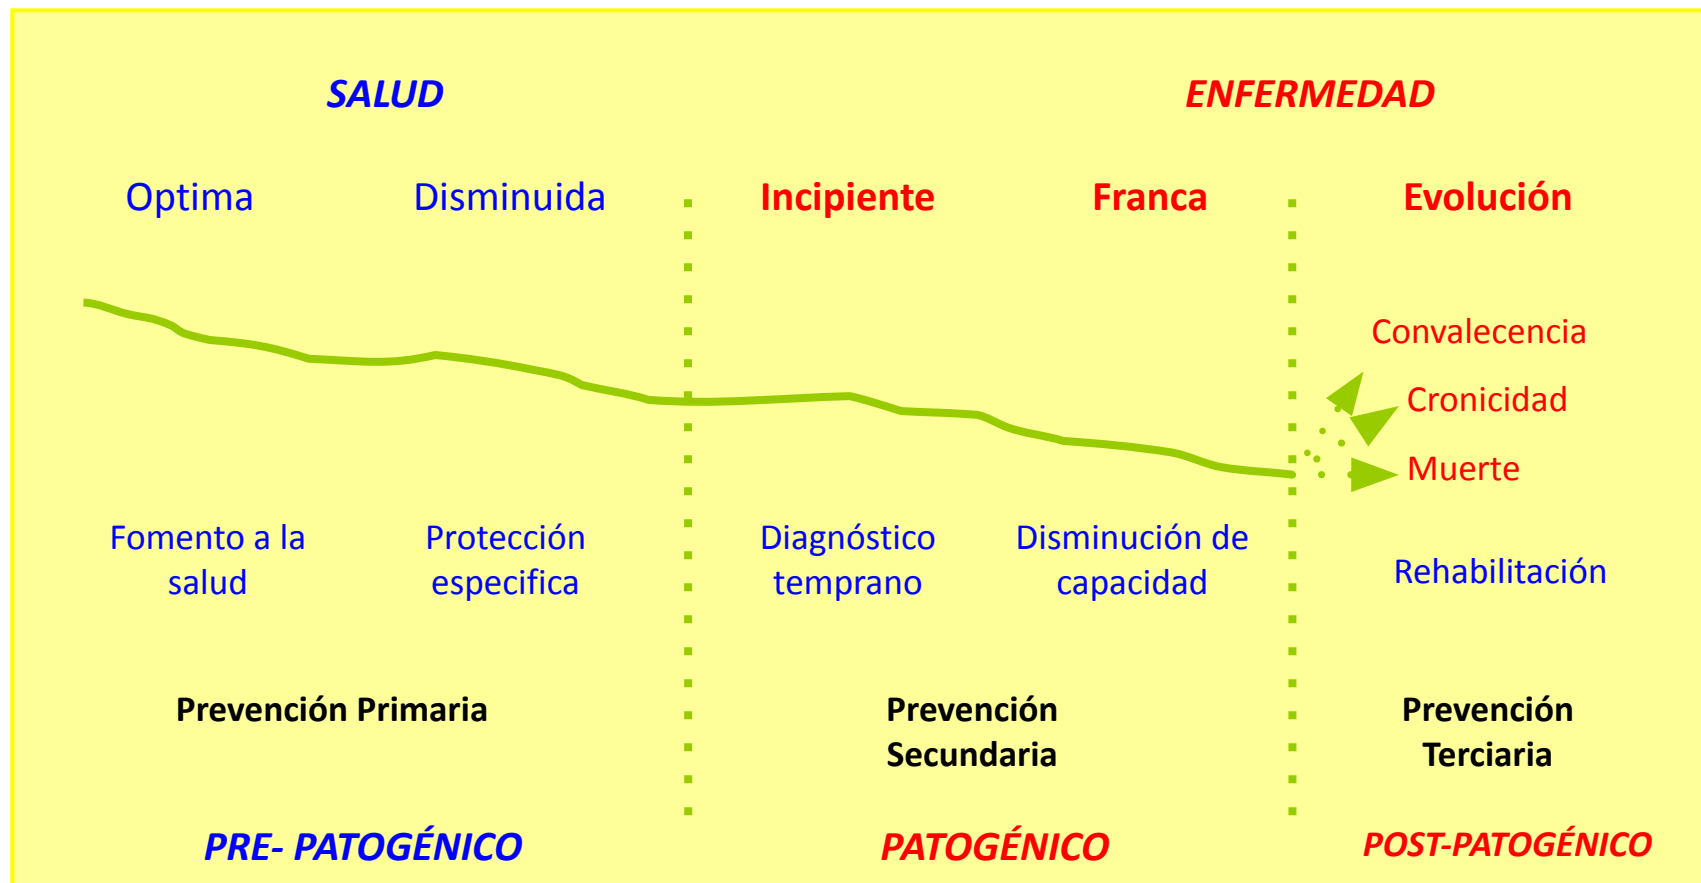 SALUD
ENFERMEDAD
Optima
Disminuida
Incipiente
Franca
Evolución
Convalecencia
Cronicidad
Muerte
Fomento a la
salud
Protección
especifica
Diagnóstico
temprano
Disminución de
capacidad
Rehabilitación
Prevención Primaria
Prevención
Secundaria
Prevención
Terciaria
PRE- PATOGÉNICO
PATOGÉNICO
POST-PATOGÉNICO